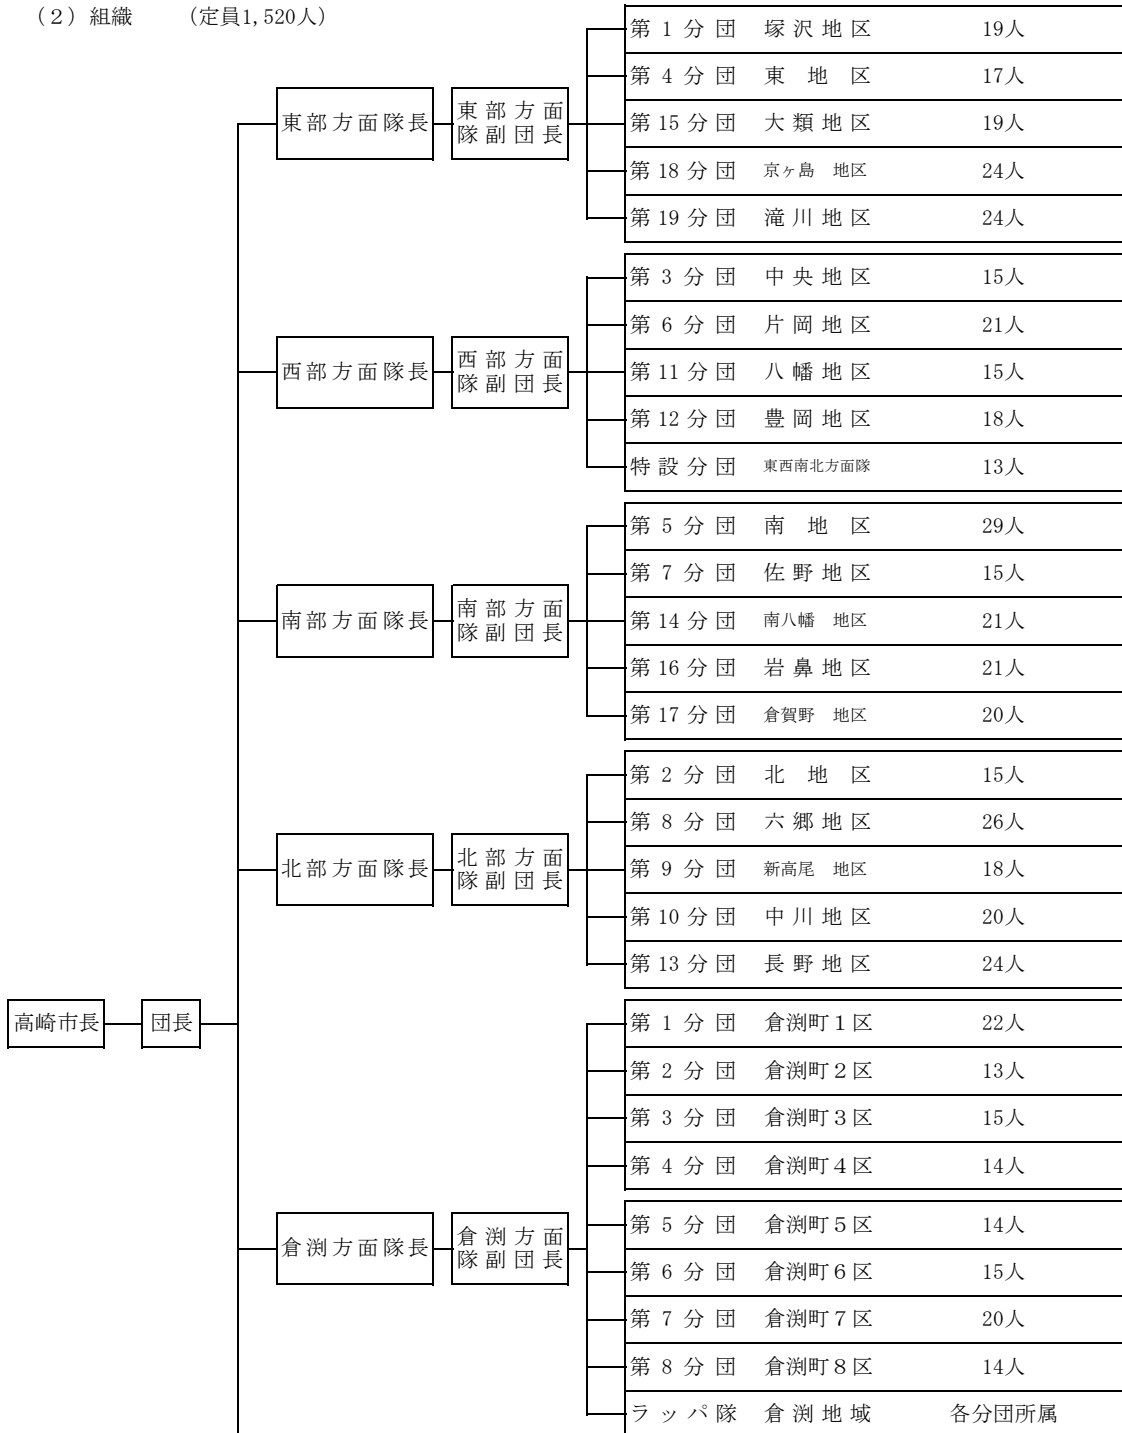 （２）組織　（定員1,520人）
第 1 分 団　塚 沢 地 区　19人
第 4 分 団　東 地 区　17人
東部方面隊長　東部方面隊副団長
第 15 分 団　大 類 地 区　19人
第 18 分 団　京ヶ島 地区　24人
第 19 分 団　滝 川 地 区　24人
第 3 分 団　中 央 地 区　15人
第 6 分 団　片 岡 地 区　21人
西部方面隊長　西部方面隊副団長
第 11 分 団　八 幡 地 区　15人
第 12 分 団　豊 岡 地 区　18人
特 設 分 団　東西南北方面隊　13人
第 5 分 団　南 地 区　29人
第 7 分 団　佐 野 地 区　15人
南部方面隊長　南部方面隊副団長
第 14 分 団　南八幡 地区　21人
第 16 分 団　岩 鼻 地 区　21人
第 17 分 団　倉賀野 地区　20人
第 2 分 団　北 地 区　15人
第 8 分 団　六 郷 地 区　26人
北部方面隊長　北部方面隊副団長
第 9 分 団　新高尾 地区　18人
第 10 分 団　中 川 地 区　20人
第 13 分 団　長 野 地 区　24人
高崎市長　団長
第 1 分 団　倉渕町１区　22人
第 2 分 団　倉渕町２区　13人
第 3 分 団　倉渕町３区　15人
第 4 分 団　倉渕町４区　14人
倉渕方面隊長　倉渕方面隊副団長
第 5 分 団　倉渕町５区　14人
第 6 分 団　倉渕町６区　15人
第 7 分 団　倉渕町７区　20人
第 8 分 団　倉渕町８区　14人
ラ ッ パ 隊　倉 渕 地 域　各分団所属